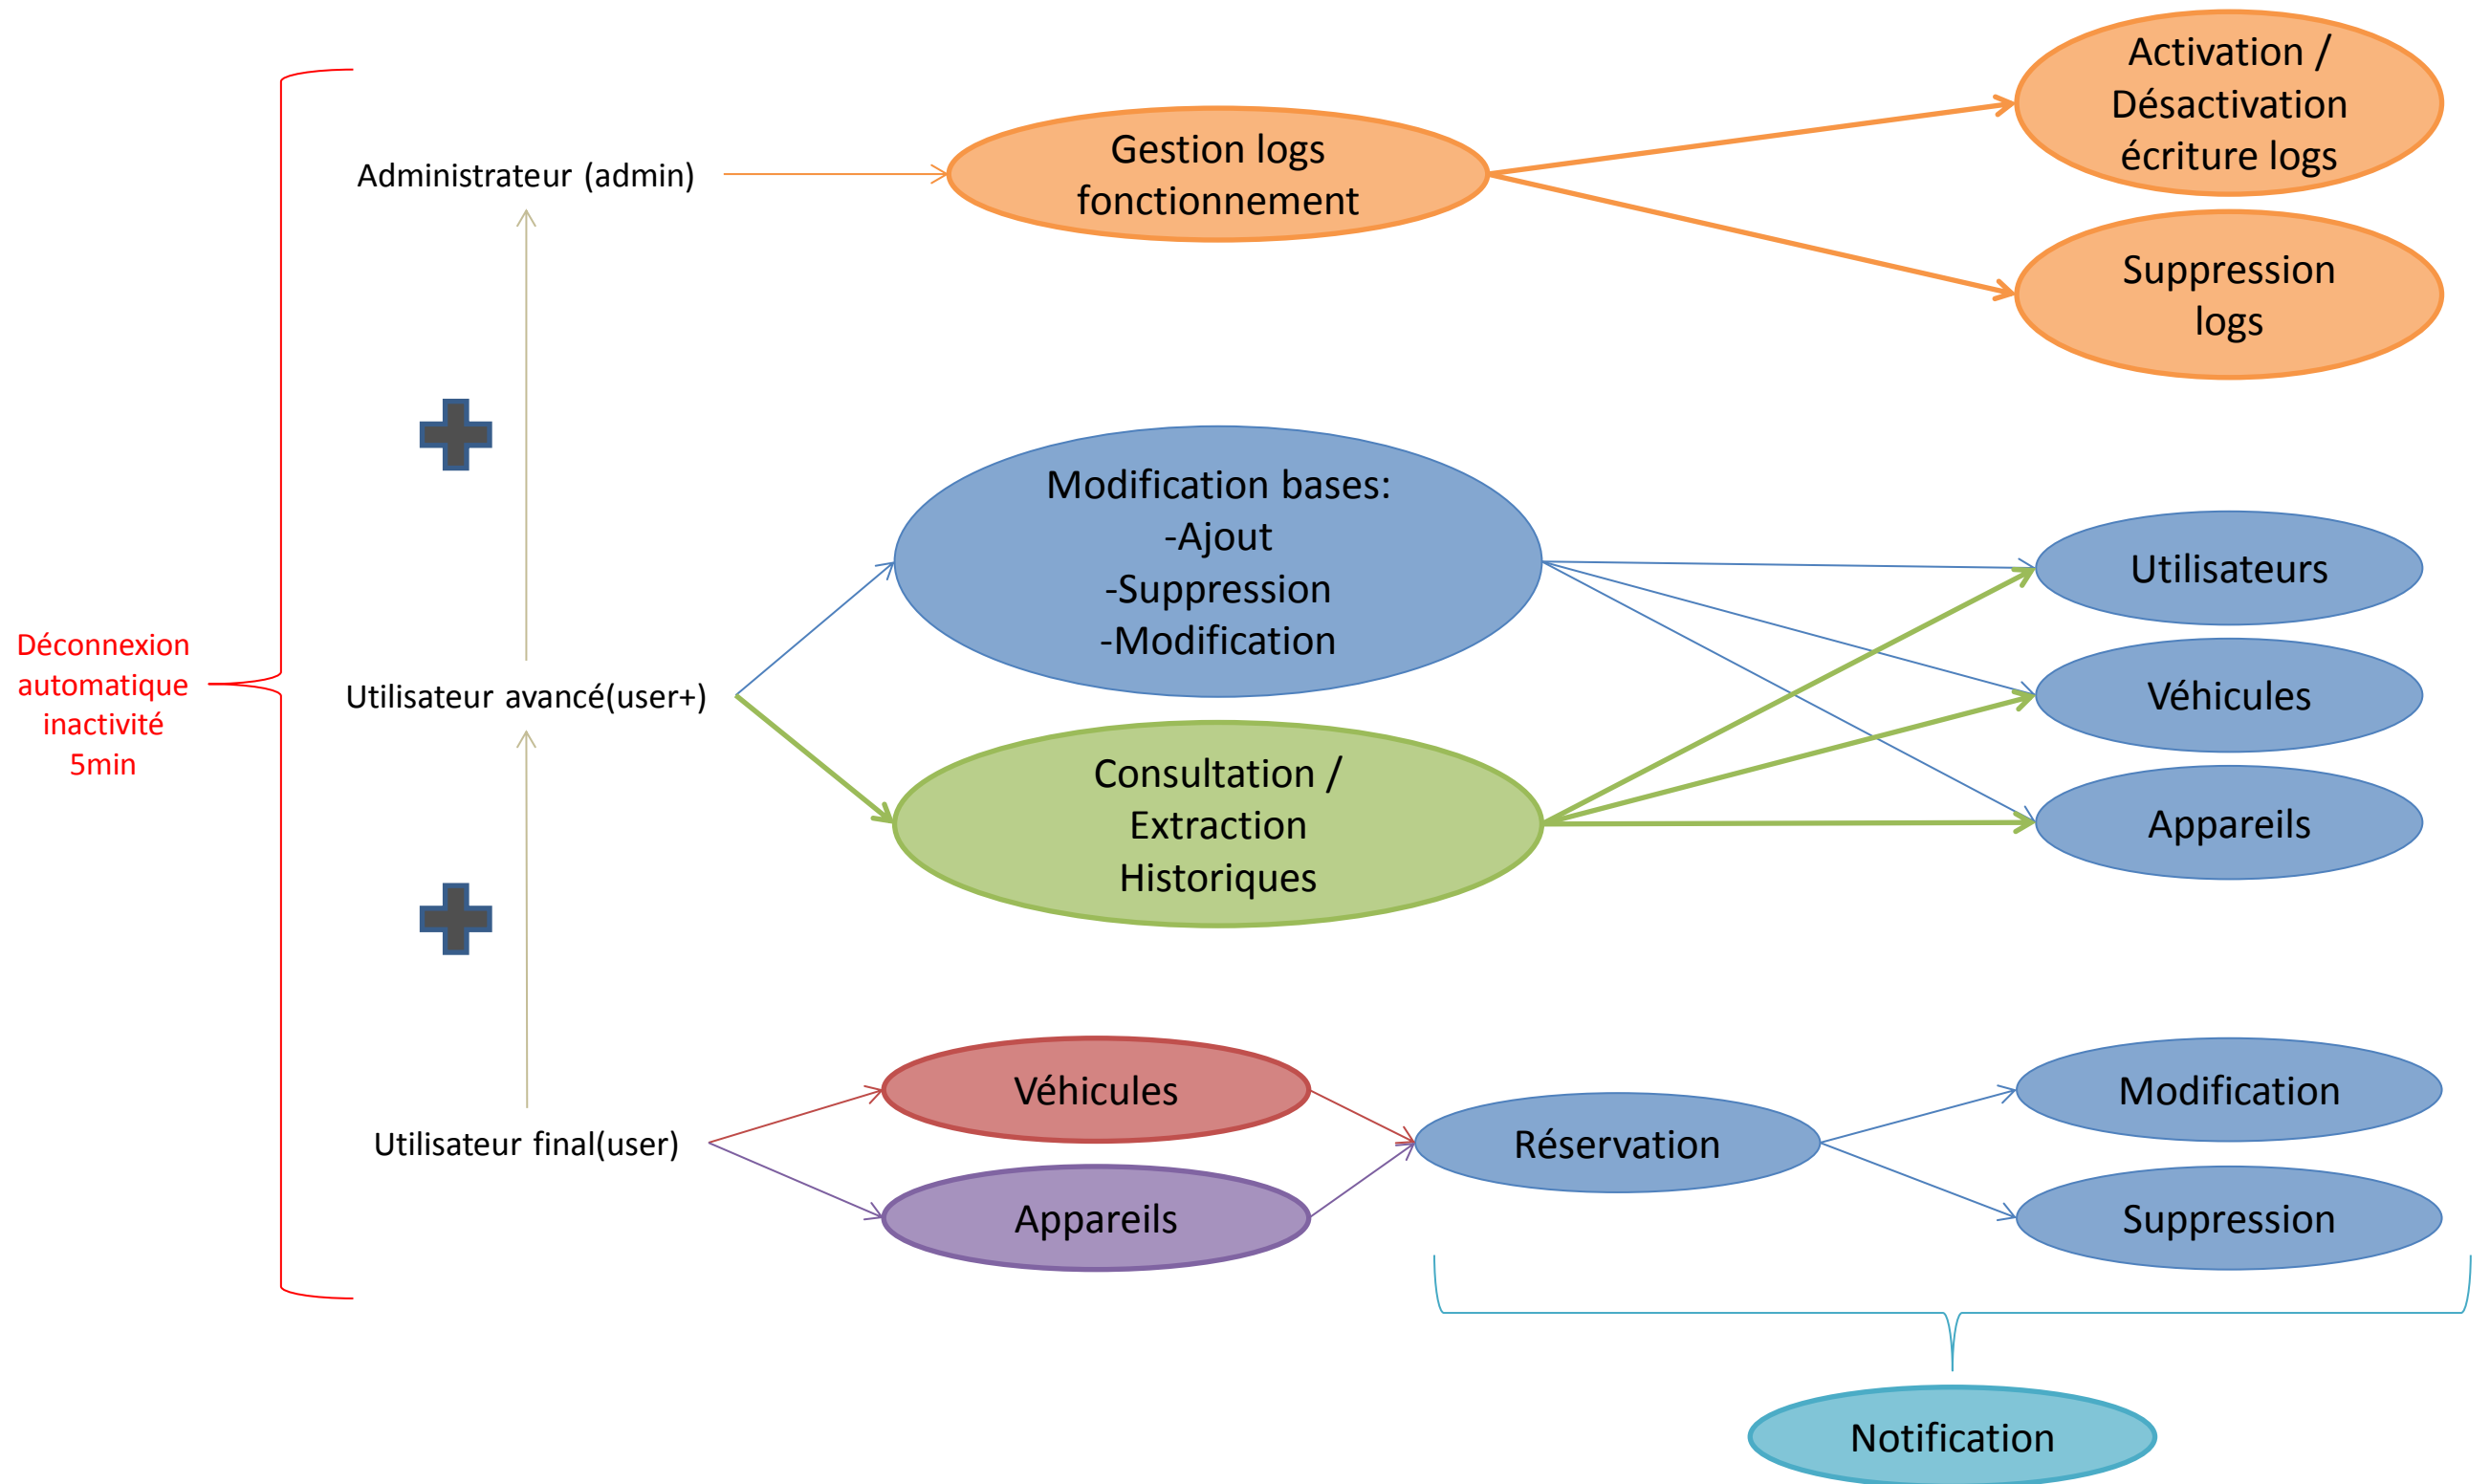 Activation /
Désactivation
écriture logs
Administrateur (admin)
Gestion logs
fonctionnement
Suppression
logs
Modification bases:
-Ajout
-Suppression
-Modification
Utilisateurs
Déconnexion
automatique
inactivité
5min
Utilisateur avancé(user+)
Véhicules
Consultation /
Extraction
Historiques
Appareils
Véhicules
Modification
Utilisateur final(user)
Réservation
Appareils
Suppression
Notification